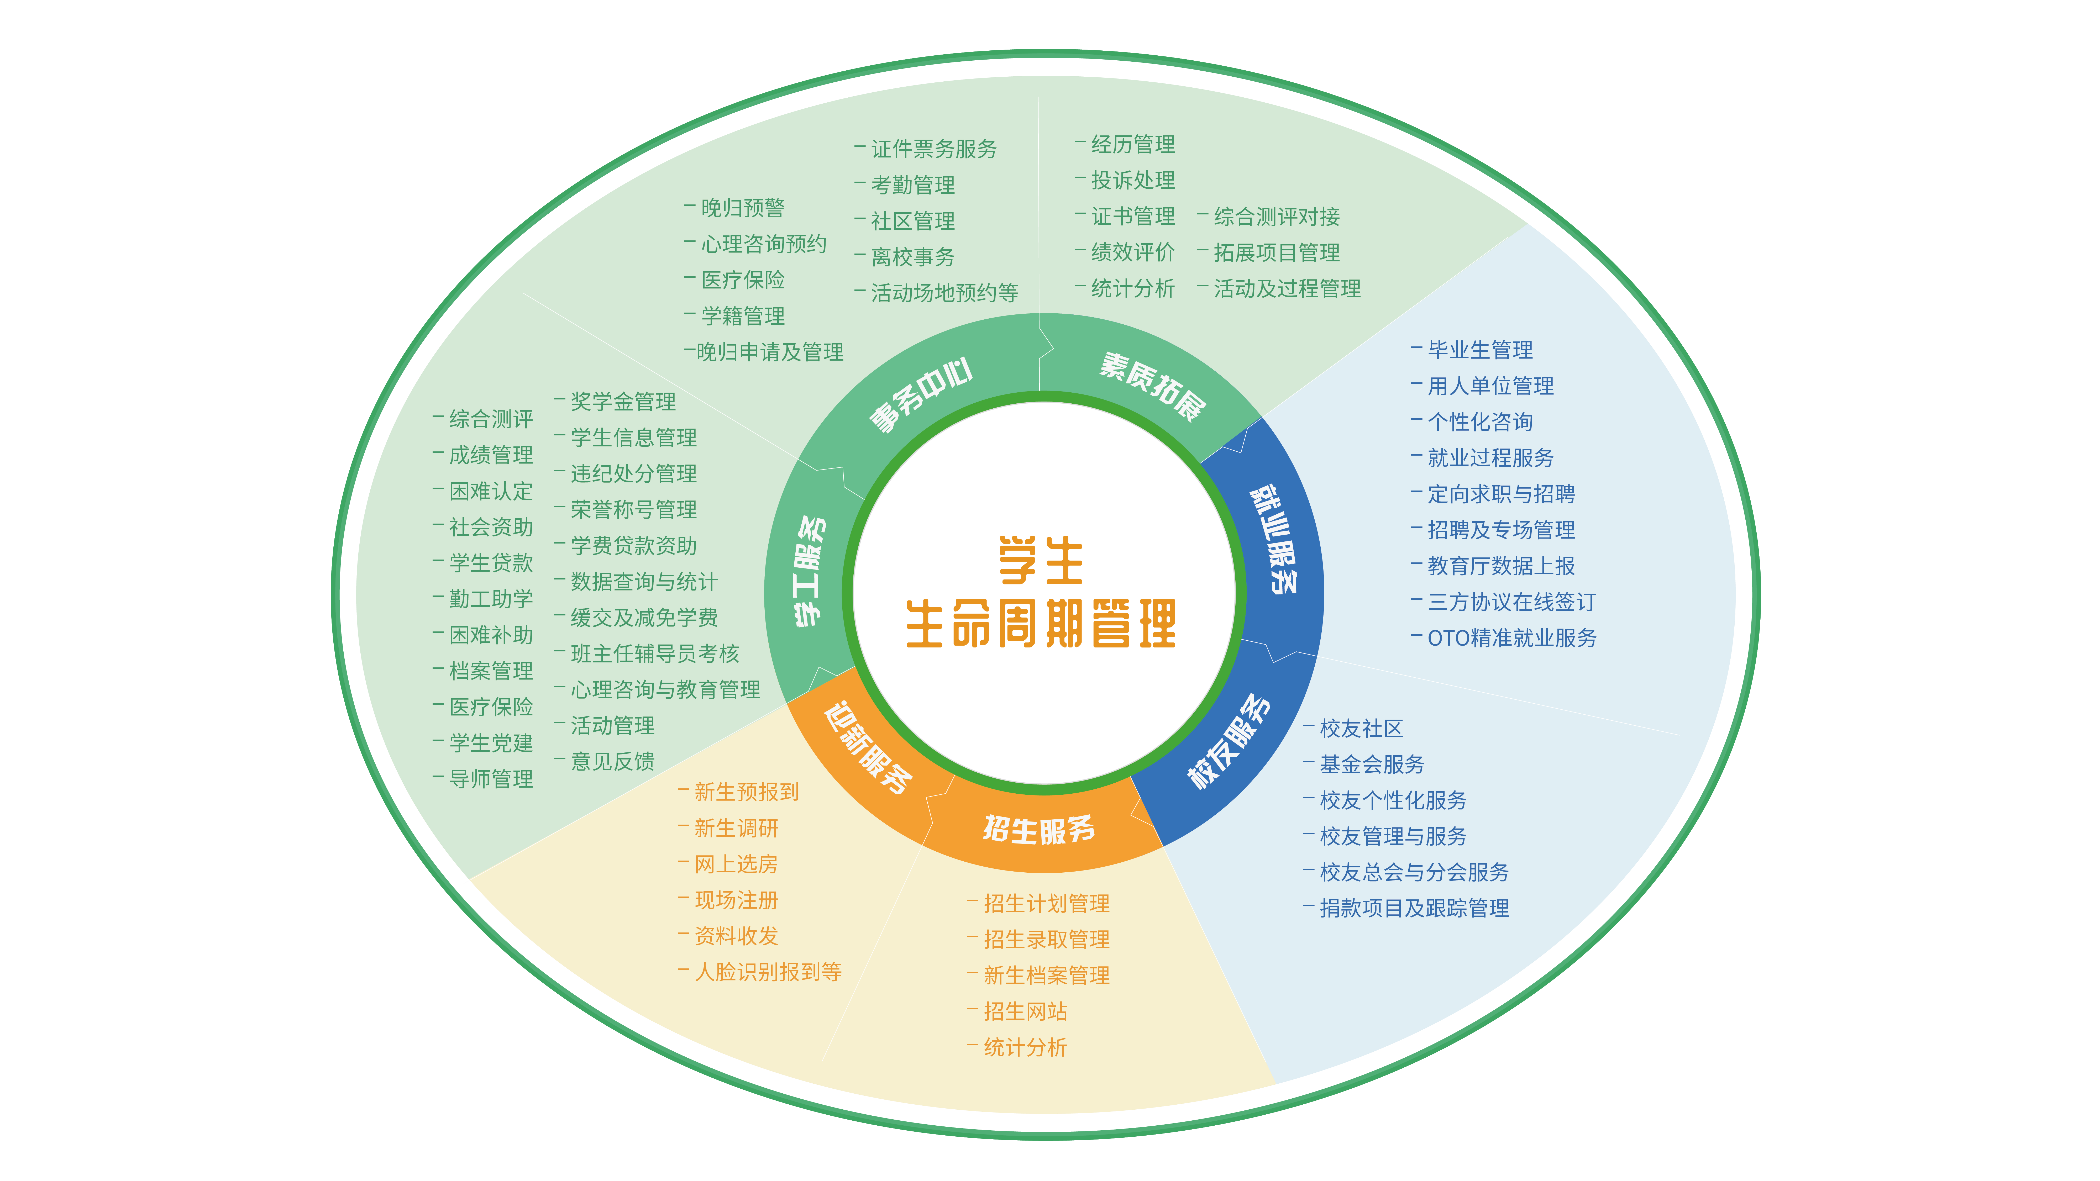 学生
生命周期管理
招生服务
– 招生计划管理
– 招生录取管理
– 新生档案管理
– 招生网站
– 统计分析
迎新服务
– 新生预报到
– 新生调研
– 网上选房
– 现场注册
– 资料收发
– 人脸识别报到等
学工服务
– 综合测评
– 成绩管理
– 困难认定
– 社会资助
– 学生贷款
– 勤工助学
– 困难补助
– 档案管理
– 医疗保险
– 学生党建
– 导师管理
– 奖学金管理
– 学生信息管理
– 违纪处分管理
– 荣誉称号管理
– 学费贷款资助
– 数据查询与统计
– 缓交及减免学费
– 班主任辅导员考核
– 心理咨询与教育管理
– 活动管理
– 意见反馈
事务中心
– 晚归预警
– 心理咨询预约
– 医疗保险
– 学籍管理
–晚归申请及管理
– 证件票务服务
– 考勤管理
– 社区管理
– 离校事务
– 活动场地预约等
素质拓展
– 经历管理
– 投诉处理
– 证书管理
– 绩效评价
– 统计分析
– 综合测评对接
– 拓展项目管理
– 活动及过程管理
就业服务
– 毕业生管理
– 用人单位管理
– 个性化咨询
– 就业过程服务
– 定向求职与招聘
– 招聘及专场管理
– 教育厅数据上报
– 三方协议在线签订
– OTO精准就业服务
校友服务
– 校友社区
– 基金会服务
– 校友个性化服务
– 校友管理与服务
– 校友总会与分会服务
– 捐款项目及跟踪管理